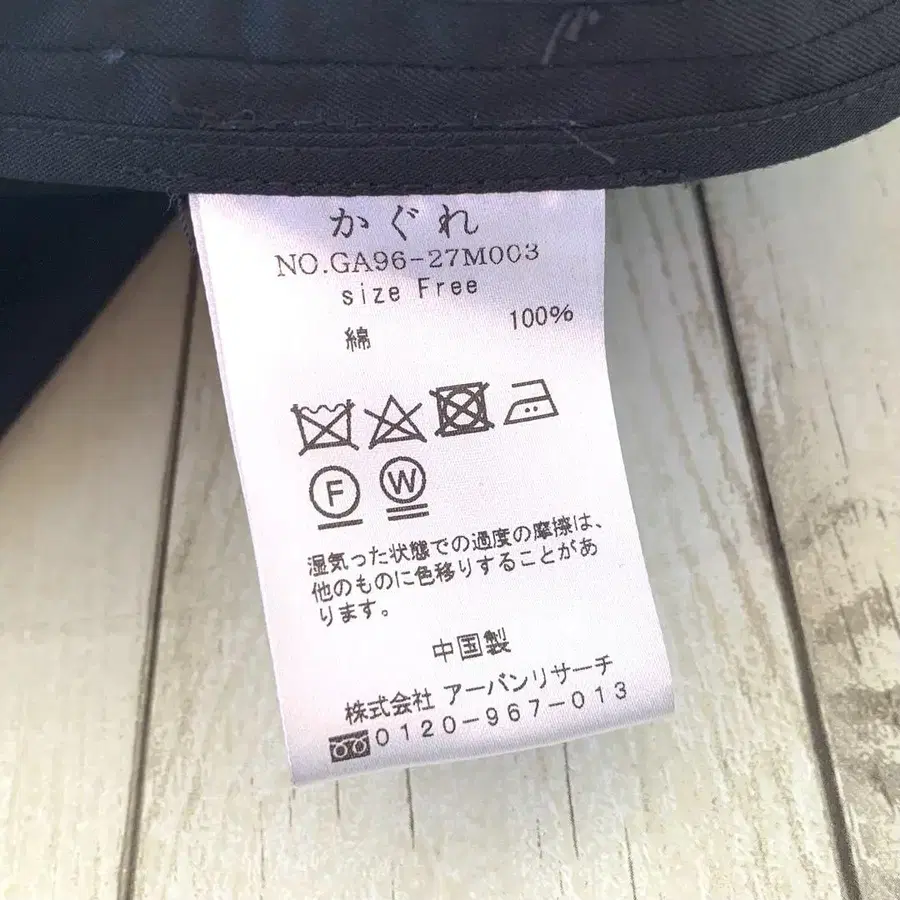 かぐれ
NO.GA96-27M003
size Free
綿 100%
F W
湿気った状態での過度の摩擦は、
他のものに色移りすることがあ
ります。
中国製
株式会社 アーバンリサーチ
0120-967-013